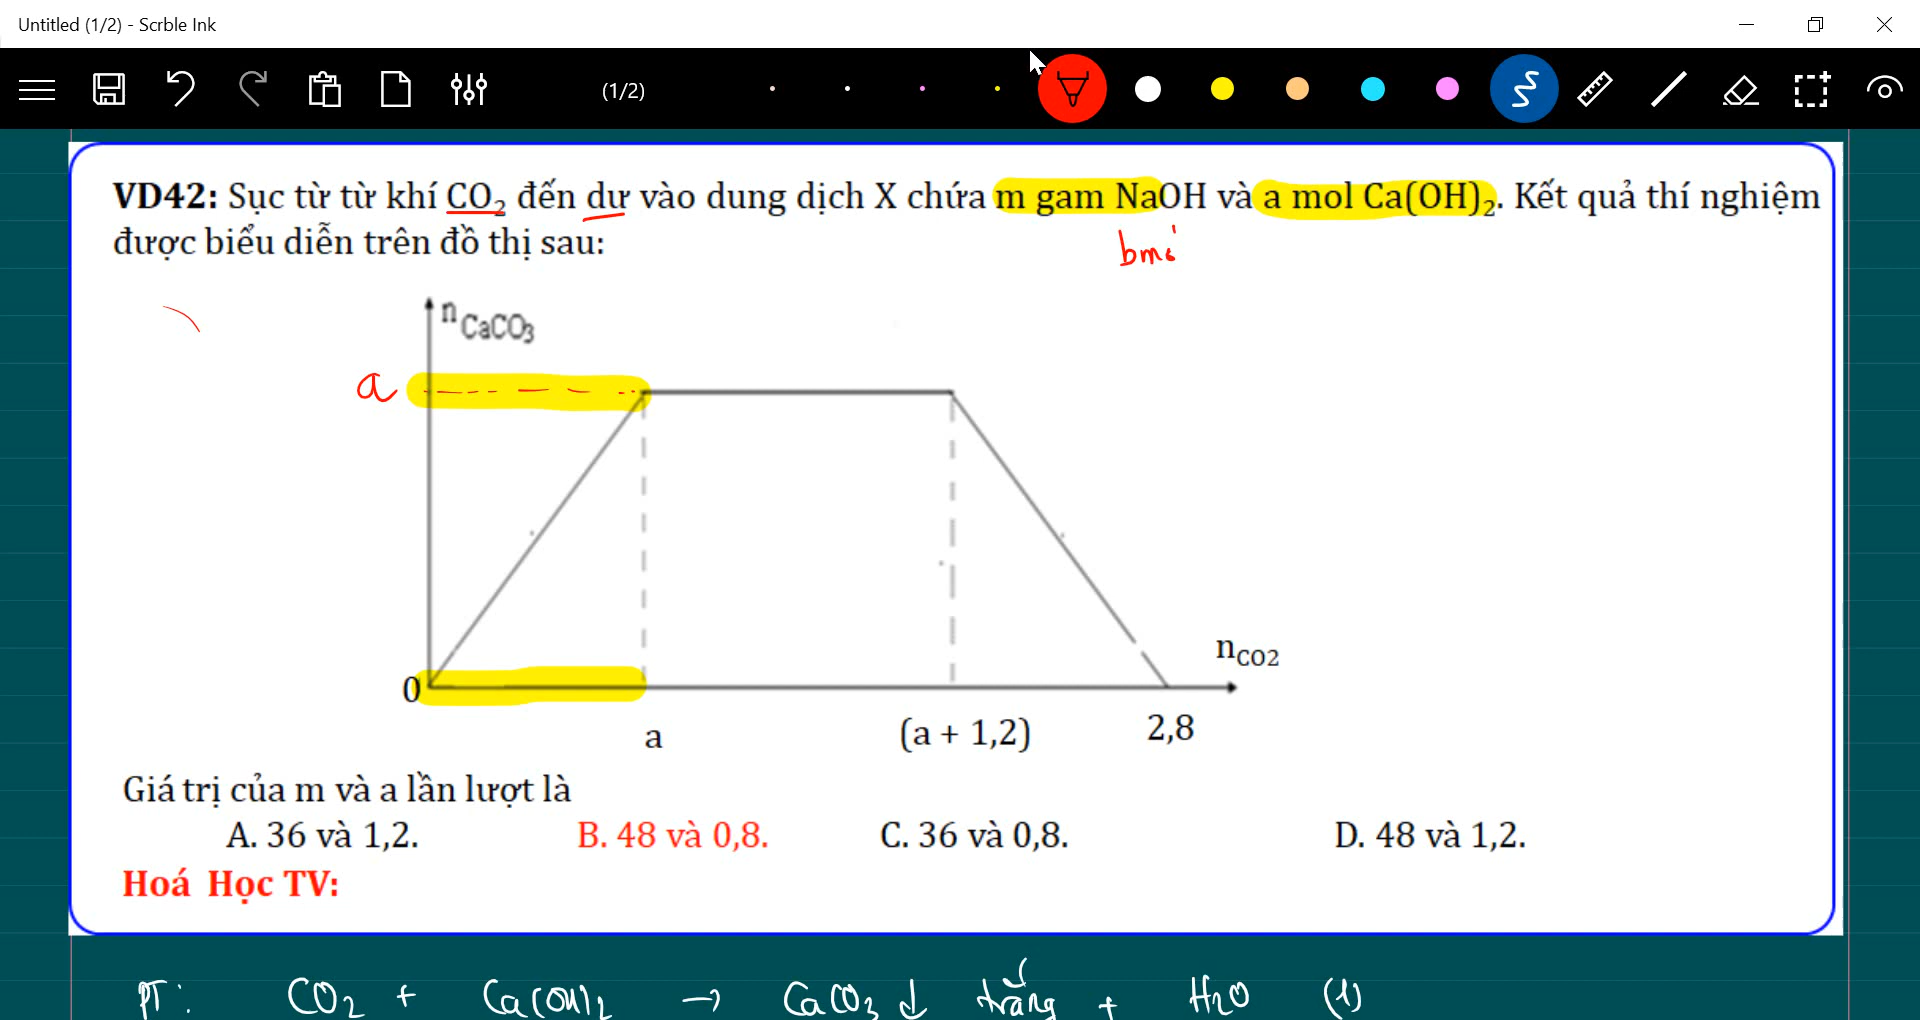 Untitled (1/2) - Scrble Ink
(1/2)
VD42: Sục từ từ khí CO₂ đến dư vào dung dịch X chứa m gam NaOH và a mol Ca(OH)₂. Kết quả thí nghiệm
được biểu diễn trên đồ thị sau:
bmol
n CaCO₃
a
0
nCO2
a
(a + 1,2)
2,8
Giá trị của m và a lần lượt là
A. 36 và 1,2. B. 48 và 0,8. C. 36 và 0,8. D. 48 và 1,2.
Hoá Học TV:
PT: CO₂ + Ca(OH)₂ → CaCO₃ ↓ trắng + H₂O (1)